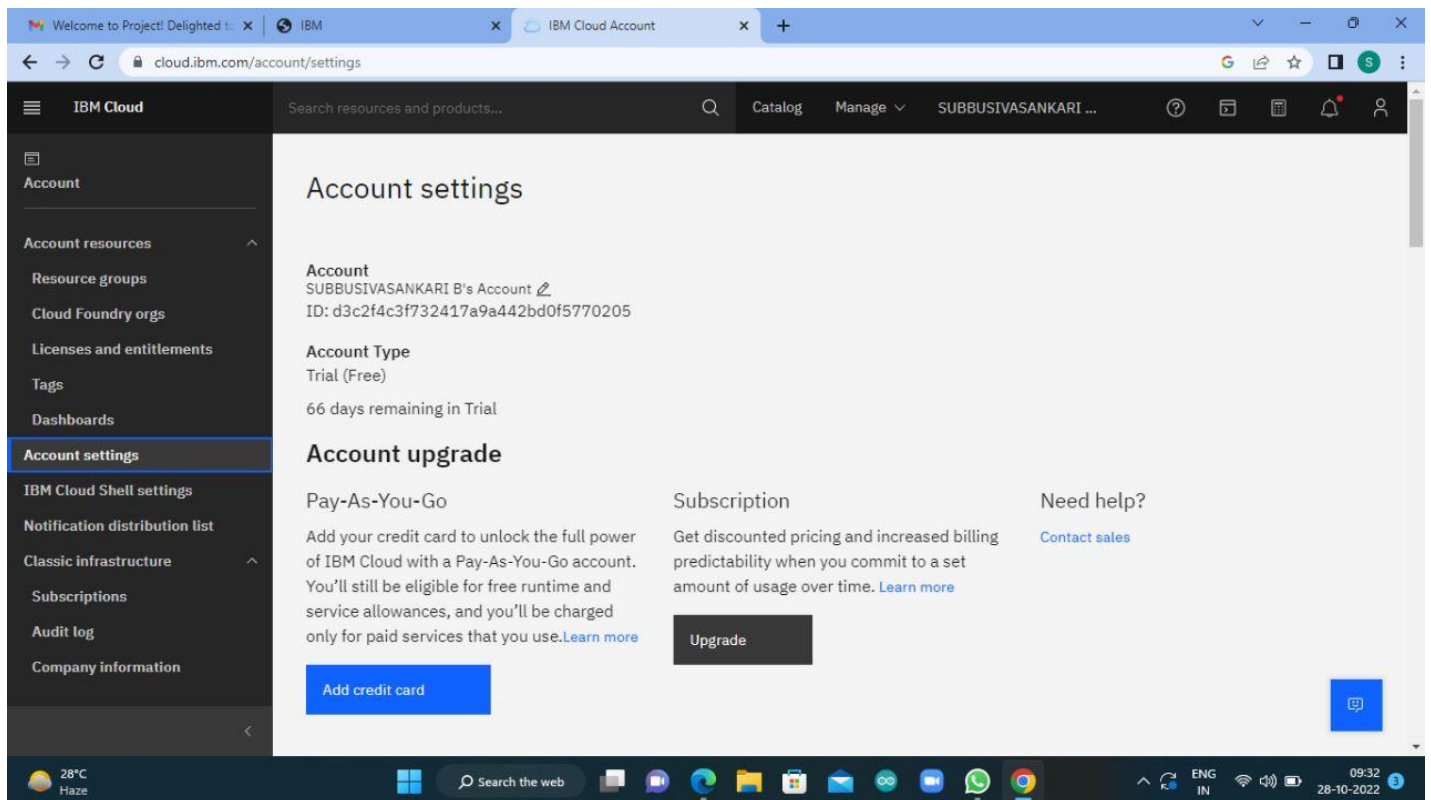 Welcome to Project! Delighted t
IBM
IBM Cloud Account
cloud.ibm.com/account/settings
G
S
IBM Cloud
Search resources and products...
Catalog
Manage
SUBBUSIVASANKARI ...
Account
Account resources
Resource groups
Cloud Foundry orgs
Licenses and entitlements
Tags
Dashboards
Account settings
IBM Cloud Shell settings
Notification distribution list
Classic infrastructure
Subscriptions
Audit log
Company information
Account settings
Account
SUBBUSIVASANKARI B's Account
ID: d3c2f4c3f732417a9a442bd0f5770205
Account Type
Trial (Free)
66 days remaining in Trial
Account upgrade
Pay-As-You-Go
Add your credit card to unlock the full power
of IBM Cloud with a Pay-As-You-Go account.
You’ll still be eligible for free runtime and
service allowances, and you’ll be charged
only for paid services that you use.Learn more
Add credit card
Subscription
Get discounted pricing and increased billing
predictability when you commit to a set
amount of usage over time. Learn more
Upgrade
Need help?
Contact sales
28°C
Haze
Search the web
ENG
IN
09:32
28-10-2022
3